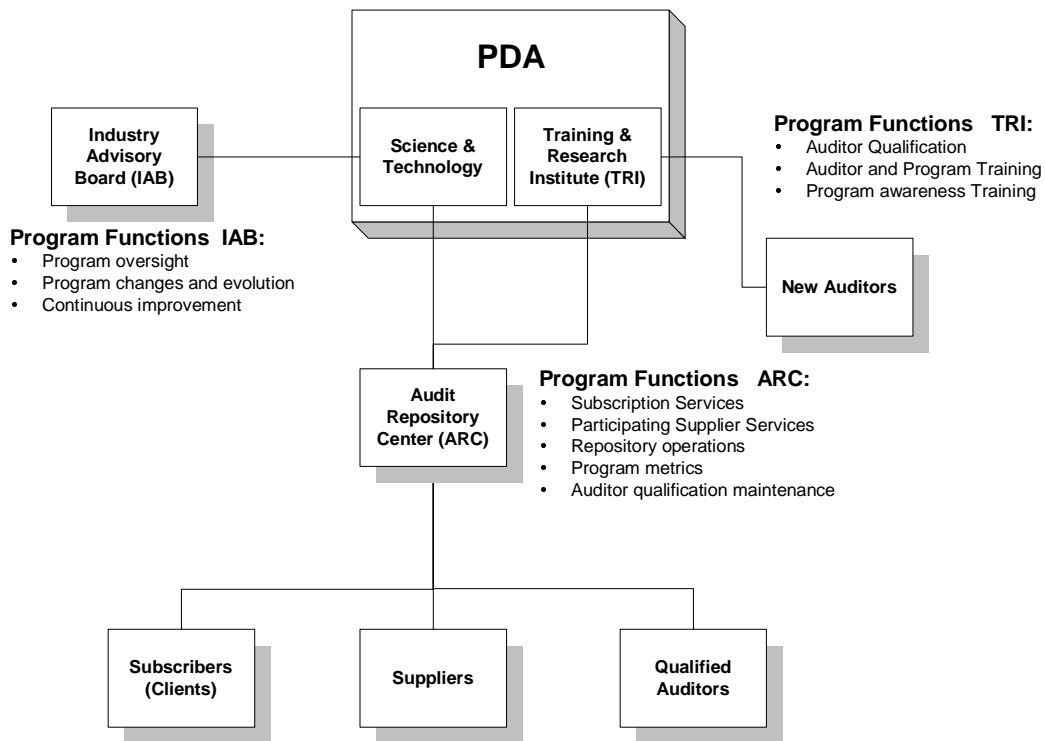 PDA
Industry
Advisory
Board (IAB)
Science &
Technology
Training &
Research
Institute (TRI)
Program Functions TRI:
• Auditor Qualification
• Auditor and Program Training
• Program awareness Training
Program Functions IAB:
• Program oversight
• Program changes and evolution
• Continuous improvement
New Auditors
Audit
Repository
Center (ARC)
Program Functions ARC:
• Subscription Services
• Participating Supplier Services
• Repository operations
• Program metrics
• Auditor qualification maintenance
Subscribers
(Clients)
Suppliers
Qualified
Auditors